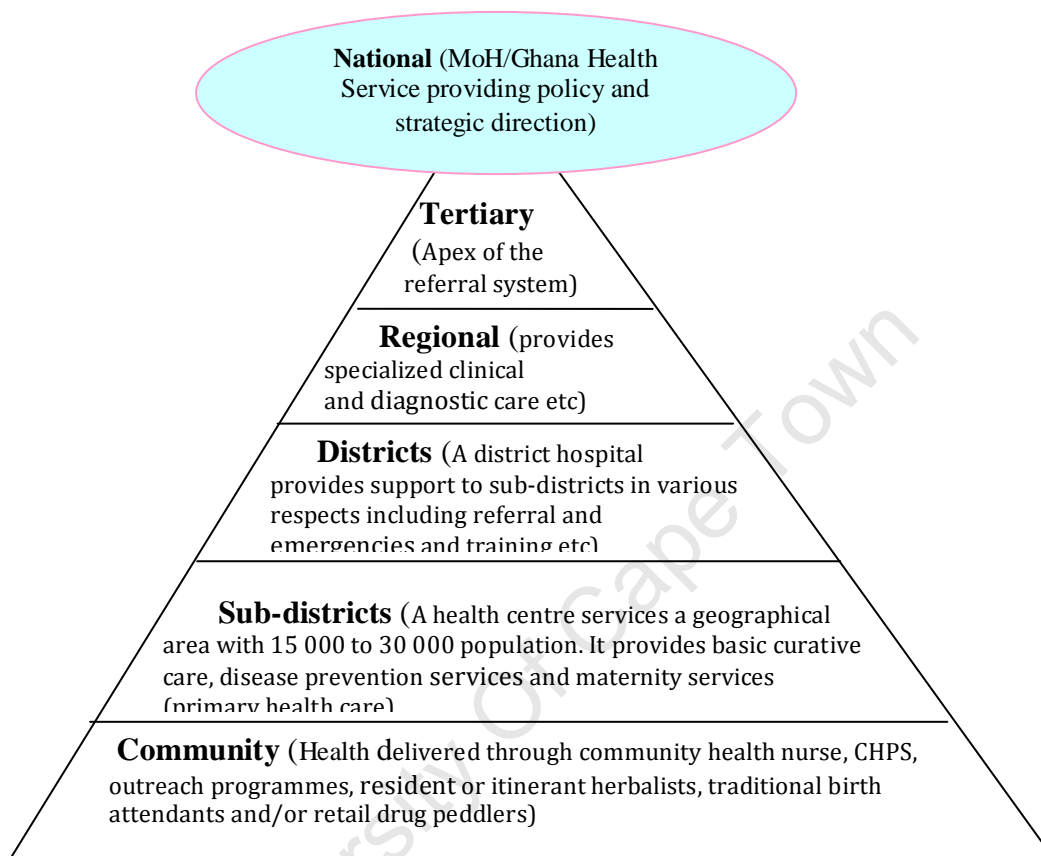 National (MoH/Ghana Health
Service providing policy and
strategic direction)
Tertiary
(Apex of the
referral system)
Regional (provides
specialized clinical
and diagnostic care etc)
Districts (A district hospital
provides support to sub-districts in various
respects including referral and
emergencies and training etc)
Sub-districts (A health centre services a geographical
area with 15 000 to 30 000 population. It provides basic curative
care, disease prevention services and maternity services
(primary health care)
Community (Health delivered through community health nurse, CHPS,
outreach programmes, resident or itinerant herbalists, traditional birth
attendants and/or retail drug peddlers)
rsity Of Cape Town